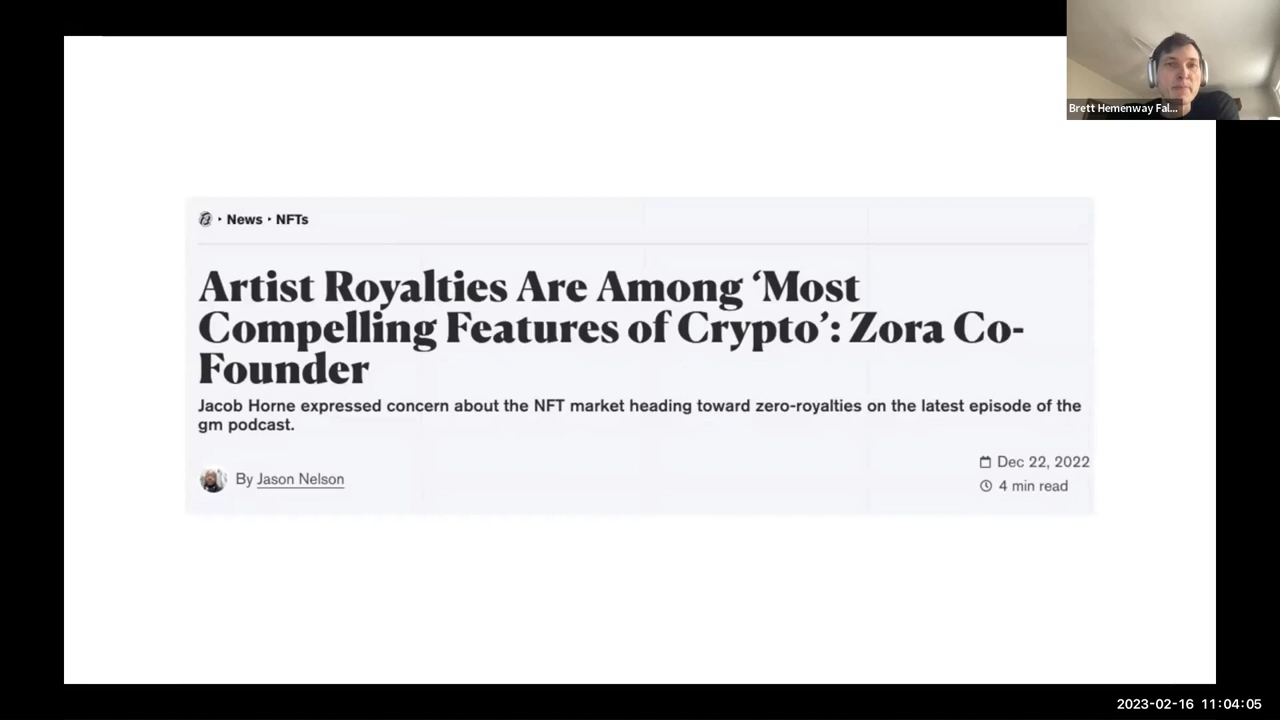 Brett Hemenway Fal...
‣ News ‣ NFTs
Artist Royalties Are Among ‘Most
Compelling Features of Crypto’: Zora Co-
Founder
Jacob Horne expressed concern about the NFT market heading toward zero-royalties on the latest episode of the
gm podcast.
By Jason Nelson
Dec 22, 2022
4 min read
2023-02-16 11:04:05